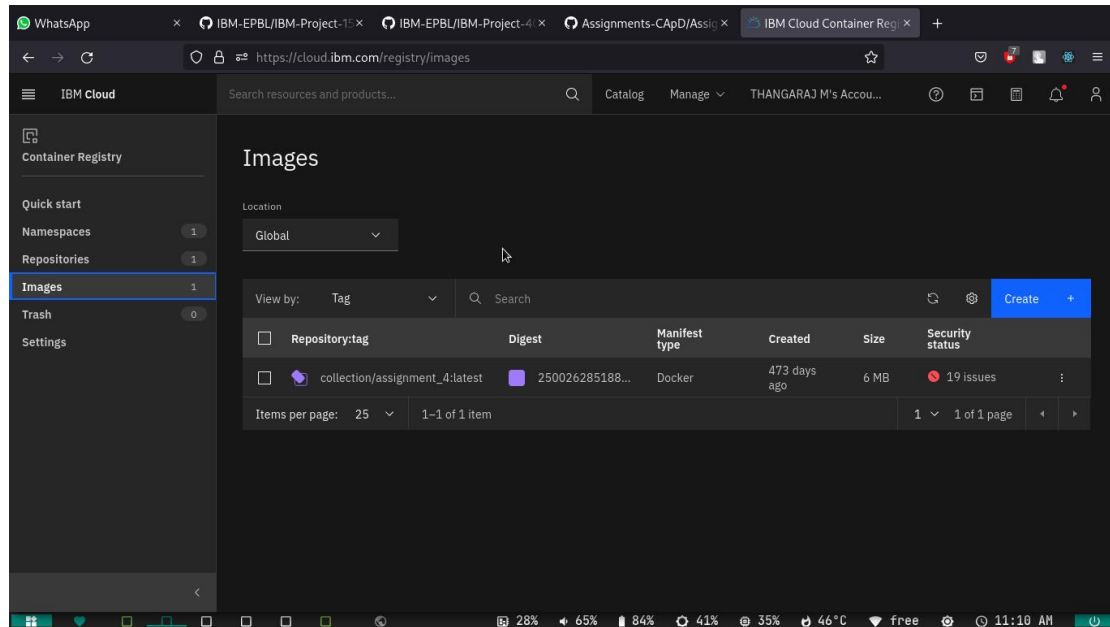 WhatsApp
IBM-EPBL/IBM-Project-15
IBM-EPBL/IBM-Project-4
Assignments-CApD/Assig
IBM Cloud Container Regi
https://cloud.ibm.com/registry/images
7
IBM Cloud
Search resources and products...
Catalog
Manage
THANGARAJ M's Accou...
Container Registry
Quick start
Namespaces 1
Repositories 1
Images 1
Trash 0
Settings
Images
Location
Global
View by: Tag
Search
Create +
Repository:tag Digest Manifest type Created Size Security status
collection/assignment_4:latest 250026285188... Docker 473 days ago 6 MB 19 issues
Items per page: 25 1–1 of 1 item 1 1 of 1 page
28% 65% 84% 41% 35% 46°C free 11:10 AM